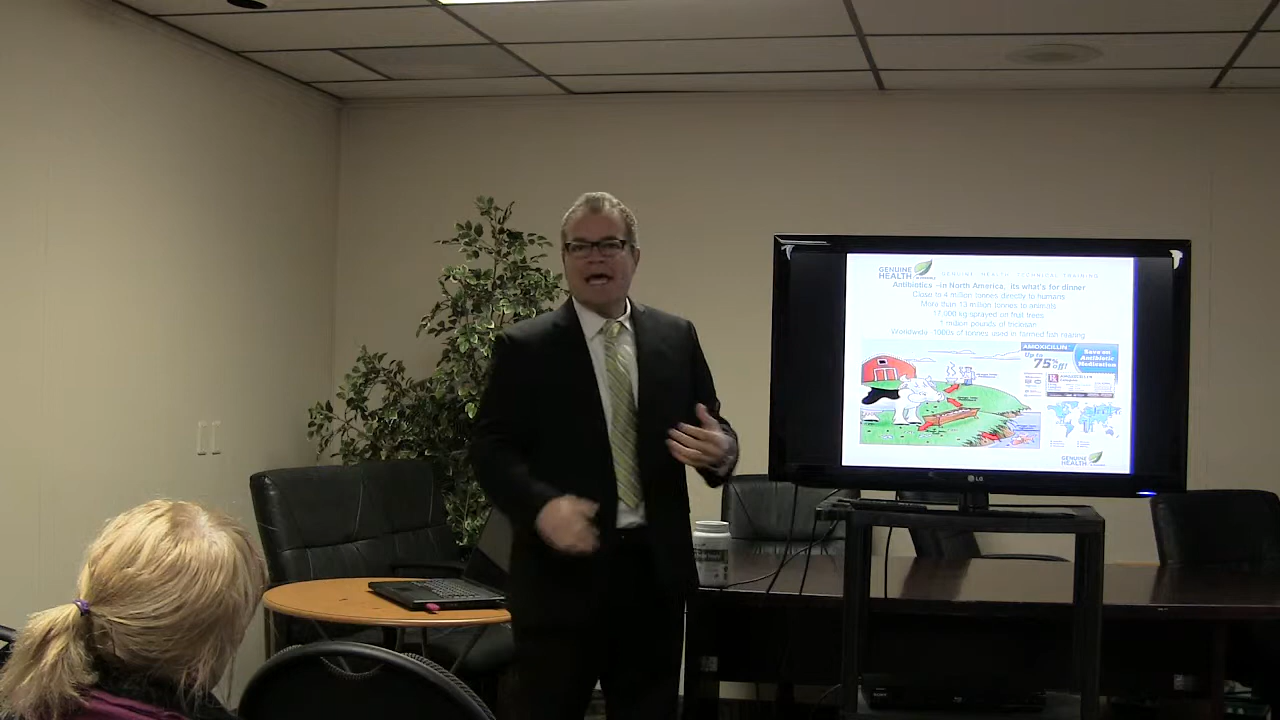 GENUINE
HEALTH
GENUINE HEALTH TECHNICAL TRAINING
Antibiotics –in North America, its what's for dinner
Close to 4 million tonnes directly to humans
More than 13 million tonnes to animals
17,000 kg sprayed on fruit trees
1 million pounds of triclosan
Worldwide 1000s of tonnes used in farmed fish rearing
AMOXICILLIN
Up to
75%
off!
Save on
Antibiotic
Medication
GENUINE
HEALTH
LG